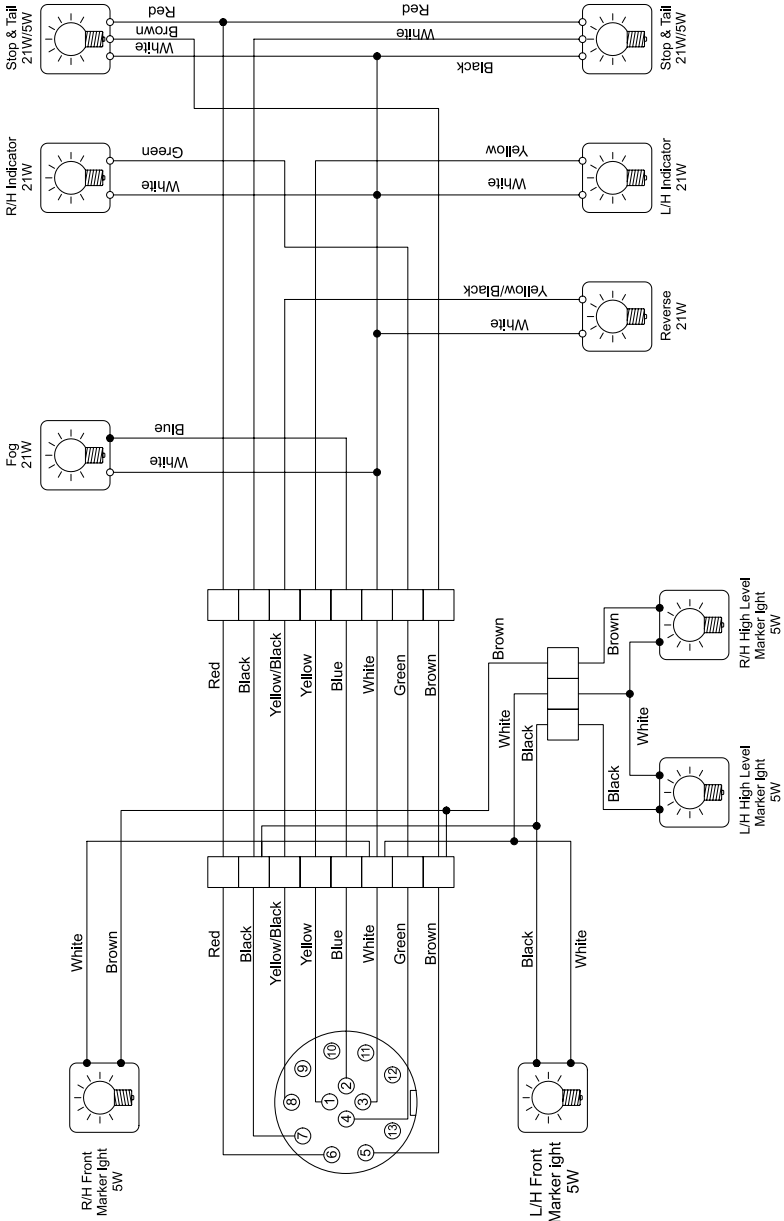 Stop & Tail
21W/5W
Red
Brown
White
Red
White
Black
Stop & Tail
21W/5W
R/H Indicator
21W
Green
White
Yellow
White
L/H Indicator
21W
Yellow/Black
White
Reverse
21W
Fog
21W
Blue
White
Red
Black
Yellow/Black
Yellow
Blue
White
Green
Brown
Brown
White
Black
Brown
White
Black
R/H High Level
Marker light
5W
L/H High Level
Marker light
5W
White
Brown
Red
Black
Yellow/Black
Yellow
Blue
White
Green
Brown
Black
White
1
2
3
4
5
6
7
8
9
10
11
12
13
R/H Front
Marker light
5W
L/H Front
Marker light
5W